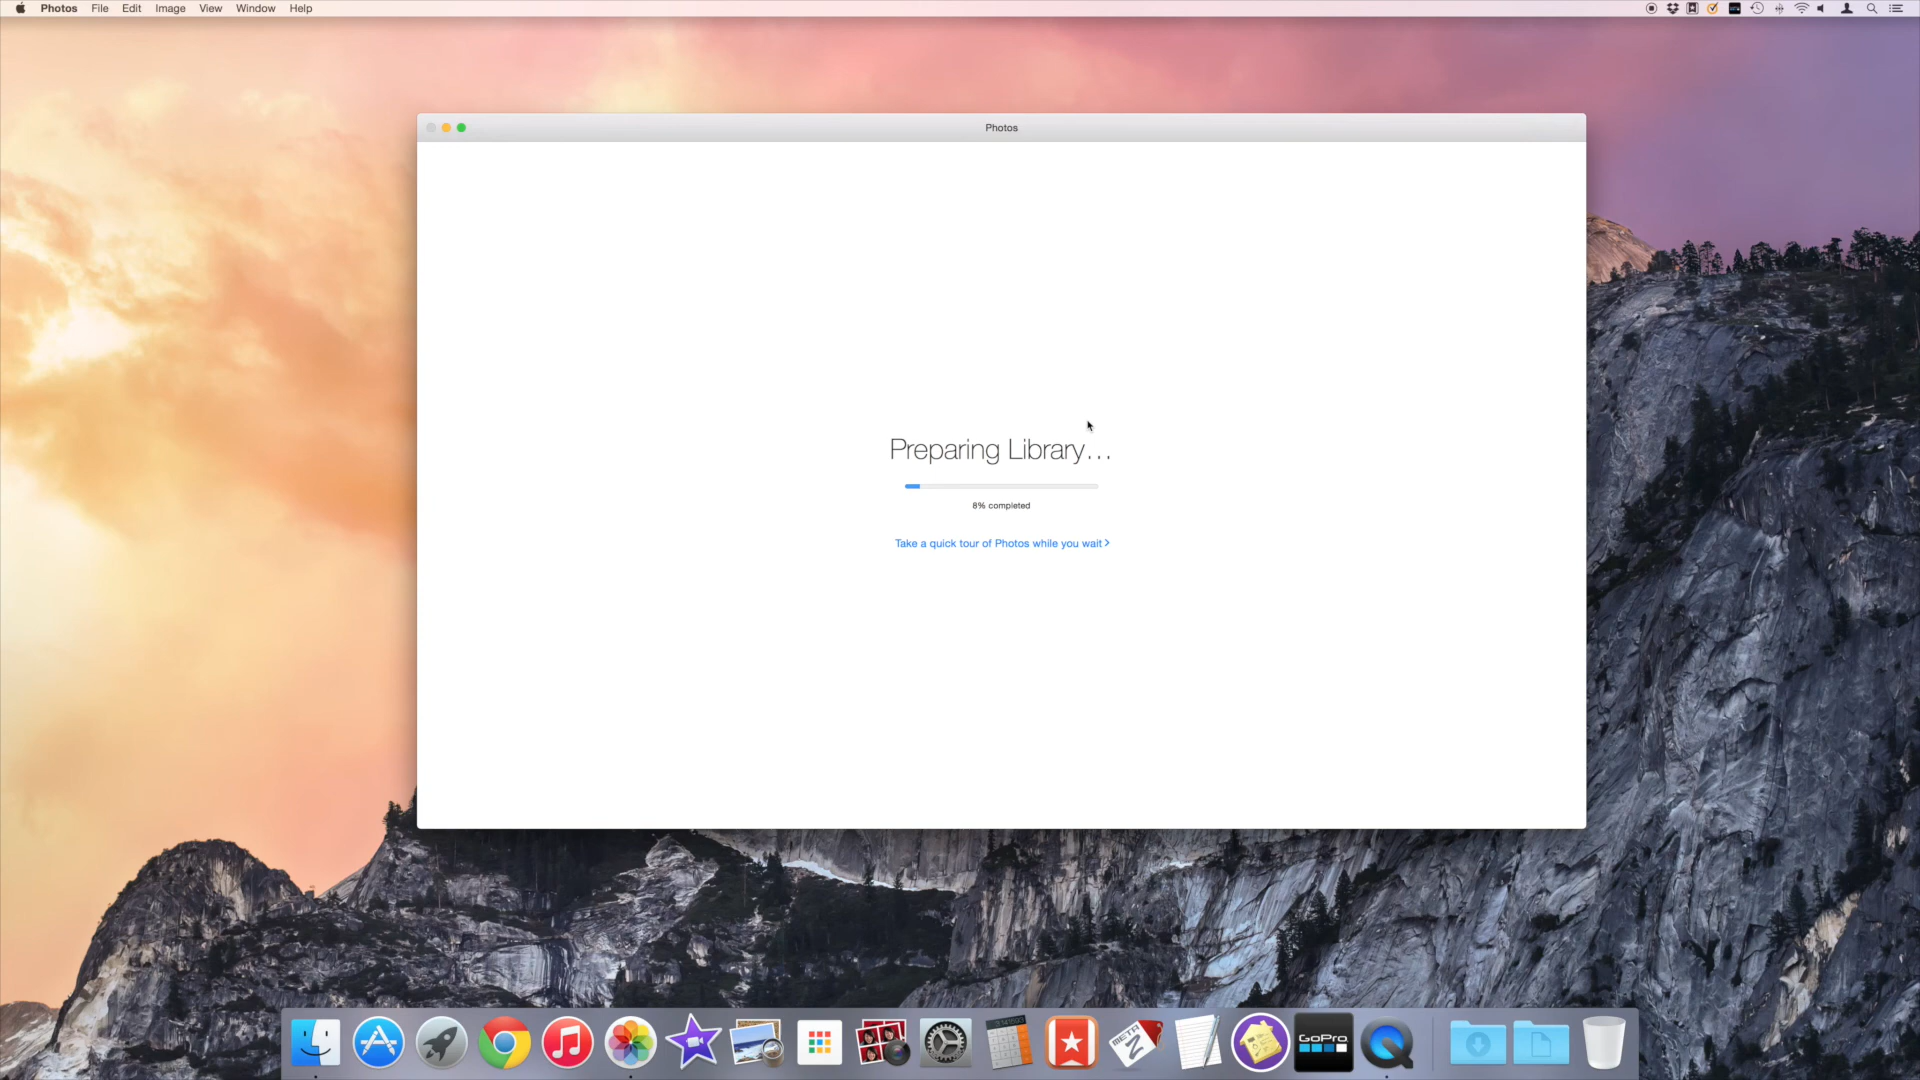 Photos File Edit Image View Window Help
Photos
Preparing Library...
8% completed
Take a quick tour of Photos while you wait >
META
Z
GoPro